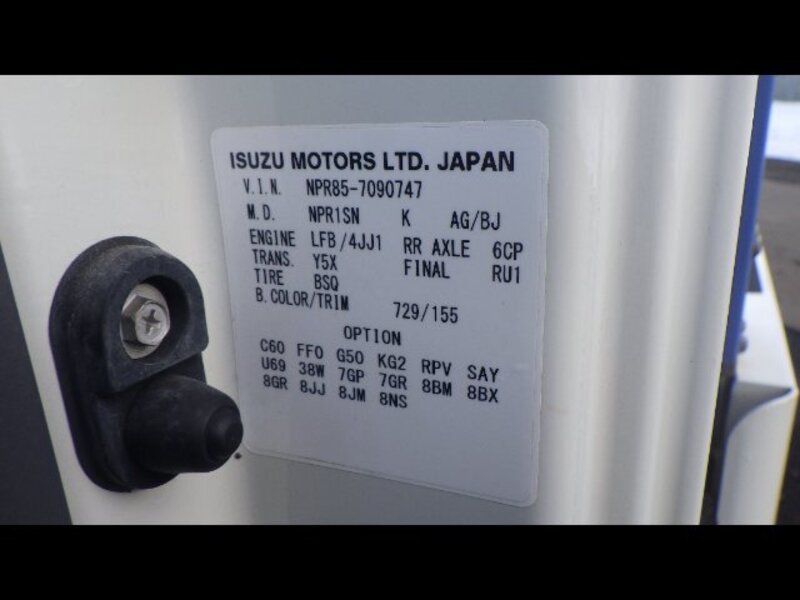 ISUZU MOTORS LTD. JAPAN
V.I.N. NPR85-7090747
M.D. NPR1SN K AG/BJ
ENGINE LFB/4JJ1 RR AXLE 6CP
TRANS. Y5X FINAL RU1
TIRE BSQ
B.COLOR/TRIM 729/155
OPTION
C60 FF0 G50 KG2 RPV SAY
U69 38W 7GP 7GR 8BM 8BX
8GR 8JJ 8JM 8NS